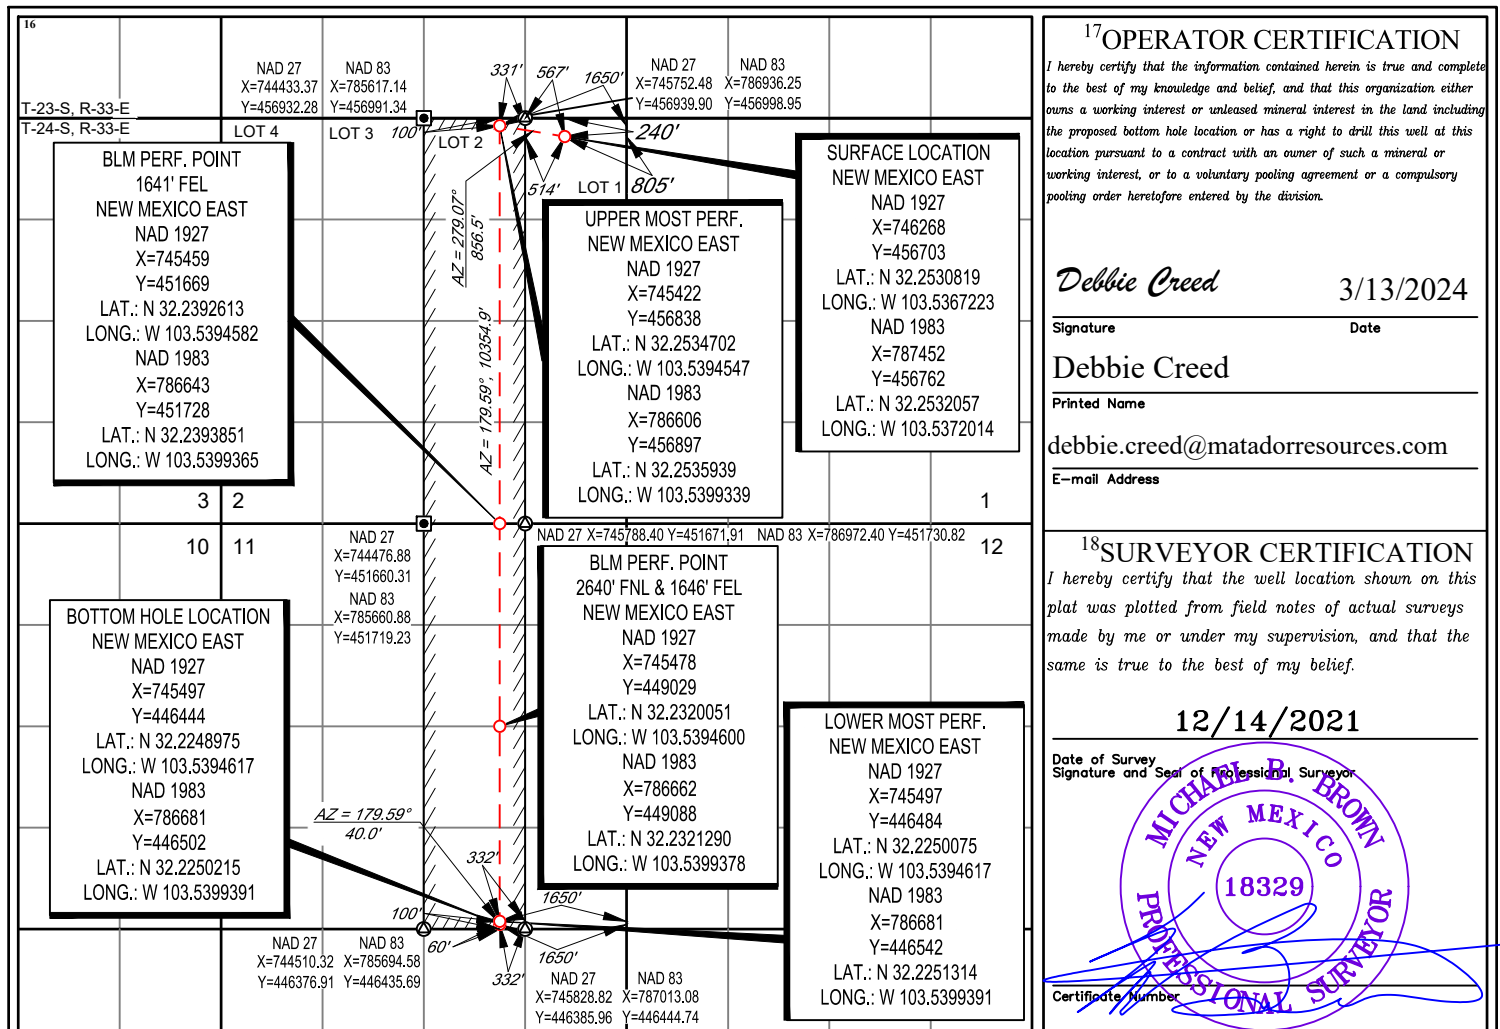 16
T-23-S, R-33-E
T-24-S, R-33-E
NAD 27
X=744433.37
Y=456932.28
NAD 83
X=785617.14
Y=456991.34
331'
567'
1650'
NAD 27
X=745752.48
Y=456939.90
NAD 83
X=786936.25
Y=456998.95
LOT 4
LOT 3
100'
LOT 2
240'
514'
LOT 1
805'
AZ = 279.07°
856.5'
AZ = 179.59°, 10354.9'
BLM PERF. POINT
1641' FEL
NEW MEXICO EAST
NAD 1927
X=745459
Y=451669
LAT.: N 32.2392613
LONG.: W 103.5394582
NAD 1983
X=786643
Y=451728
LAT.: N 32.2393851
LONG.: W 103.5399365
UPPER MOST PERF.
NEW MEXICO EAST
NAD 1927
X=745422
Y=456838
LAT.: N 32.2534702
LONG.: W 103.5394547
NAD 1983
X=786606
Y=456897
LAT.: N 32.2535939
LONG.: W 103.5399339
SURFACE LOCATION
NEW MEXICO EAST
NAD 1927
X=746268
Y=456703
LAT.: N 32.2530819
LONG.: W 103.5367223
NAD 1983
X=787452
Y=456762
LAT.: N 32.2532057
LONG.: W 103.5372014
3
2
1
10
11
12
NAD 27
X=744476.88
Y=451660.31
NAD 83
X=785660.88
Y=451719.23
NAD 27 X=745788.40 Y=451671.91 NAD 83 X=786972.40 Y=451730.82
BOTTOM HOLE LOCATION
NEW MEXICO EAST
NAD 1927
X=745497
Y=446444
LAT.: N 32.2248975
LONG.: W 103.5394617
NAD 1983
X=786681
Y=446502
LAT.: N 32.2250215
LONG.: W 103.5399391
BLM PERF. POINT
2640' FNL & 1646' FEL
NEW MEXICO EAST
NAD 1927
X=745478
Y=449029
LAT.: N 32.2320051
LONG.: W 103.5394600
NAD 1983
X=786662
Y=449088
LAT.: N 32.2321290
LONG.: W 103.5399378
LOWER MOST PERF.
NEW MEXICO EAST
NAD 1927
X=745497
Y=446484
LAT.: N 32.2250075
LONG.: W 103.5394617
NAD 1983
X=786681
Y=446542
LAT.: N 32.2251314
LONG.: W 103.5399391
AZ = 179.59°
40.0'
332'
1650'
100'
60'
332'
1650'
NAD 27
X=744510.32
Y=446376.91
NAD 83
X=785694.58
Y=446435.69
NAD 27
X=745828.82
Y=446385.96
NAD 83
X=787013.08
Y=446444.74
17OPERATOR CERTIFICATION
I hereby certify that the information contained herein is true and complete
to the best of my knowledge and belief, and that this organization either
owns a working interest or unleased mineral interest in the land including
the proposed bottom hole location or has a right to drill this well at this
location pursuant to a contract with an owner of such a mineral or
working interest, or to a voluntary pooling agreement or a compulsory
pooling order heretofore entered by the division.
Debbie Creed 3/13/2024
Signature Date
Debbie Creed
Printed Name
debbie.creed@matadorresources.com
E-mail Address
18SURVEYOR CERTIFICATION
I hereby certify that the well location shown on this
plat was plotted from field notes of actual surveys
made by me or under my supervision, and that the
same is true to the best of my belief.
12/14/2021
Date of Survey
Signature and Seal of Professional Surveyor
MICHAEL B. BROWN
NEW MEXICO
18329
PROFESSIONAL SURVEYOR
Certificate Number